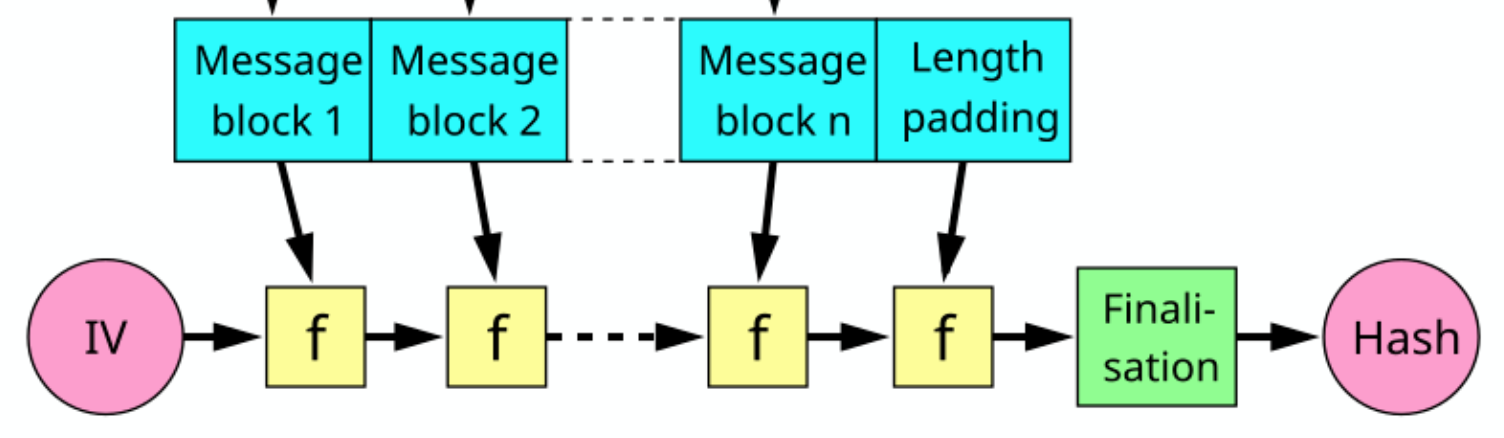 Message
block 1
Message
block 2
Message
block n
Length
padding
IV
f
f
f
f
Finali-
sation
Hash